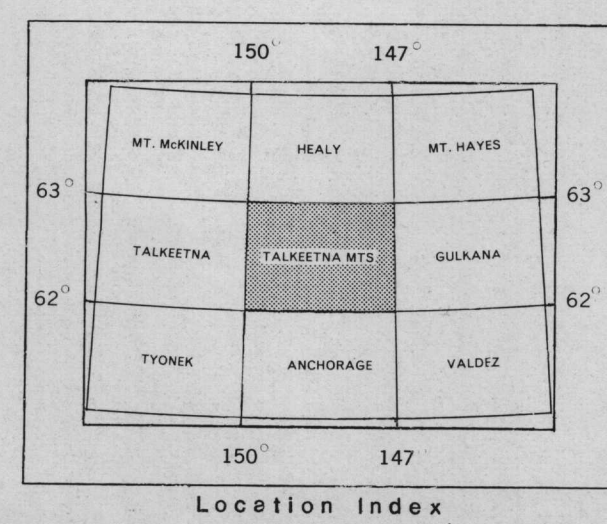 150° 147°
MT. McKINLEY HEALY MT. HAYES
63° 63°
TALKEETNA TALKEETNA MTS GULKANA
62° 62°
TYONEK ANCHORAGE VALDEZ
150° 147
Location Index